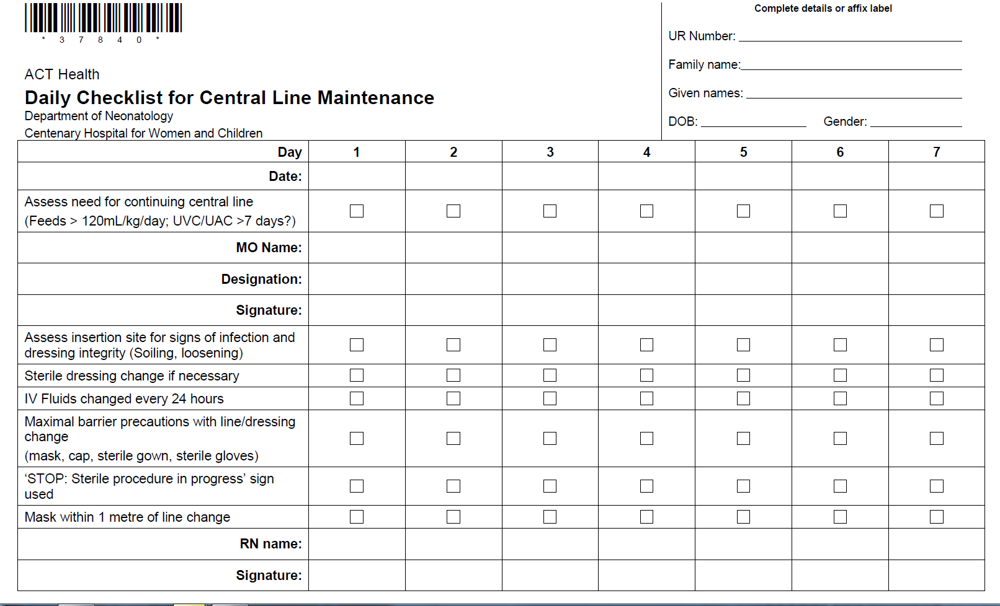 Complete details or affix label
* 3 7 8 4 0 *
UR Number:
Family name:
Given names:
DOB: Gender:
ACT Health
Daily Checklist for Central Line Maintenance
Department of Neonatology
Centenary Hospital for Women and Children
Day 1 2 3 4 5 6 7
Date:
Assess need for continuing central line
(Feeds > 120mL/kg/day; UVC/UAC >7 days?)
MO Name:
Designation:
Signature:
Assess insertion site for signs of infection and
dressing integrity (Soiling, loosening)
Sterile dressing change if necessary
IV Fluids changed every 24 hours
Maximal barrier precautions with line/dressing
change
(mask, cap, sterile gown, sterile gloves)
‘STOP: Sterile procedure in progress’ sign
used
Mask within 1 metre of line change
RN name:
Signature: